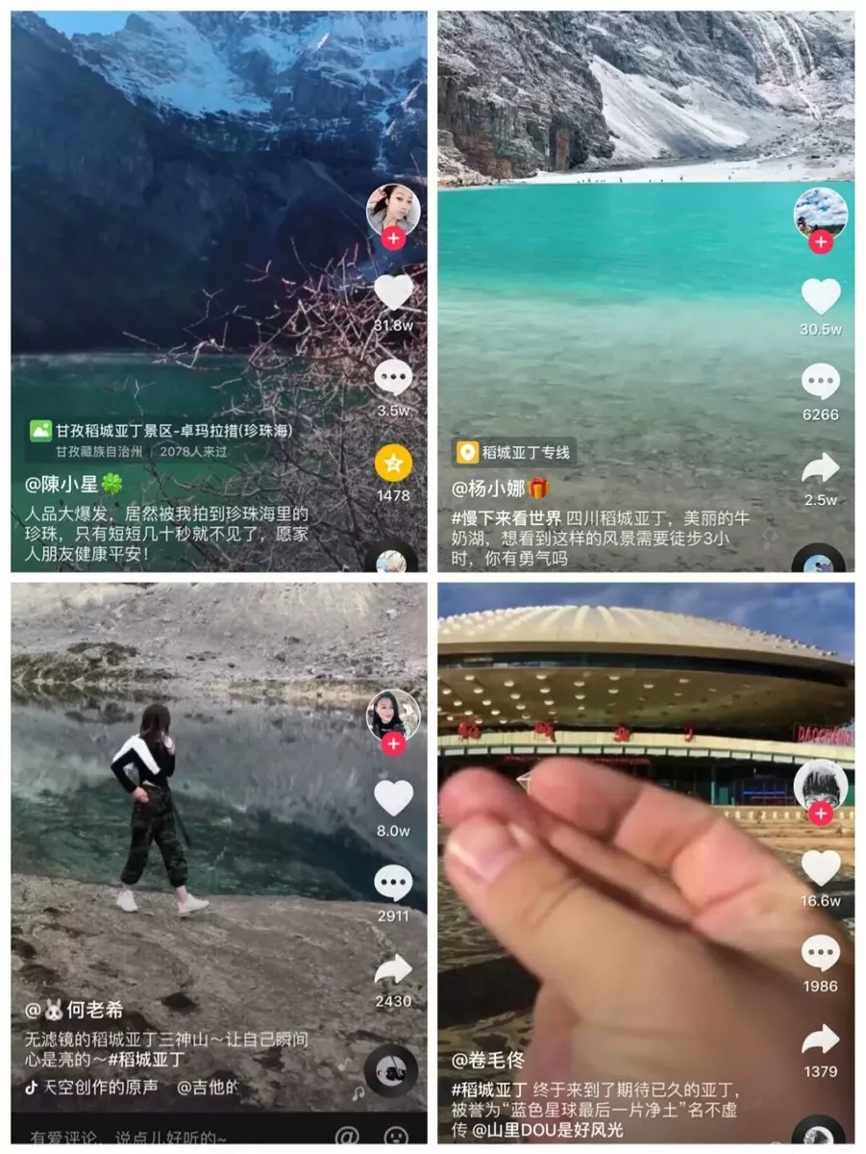 31.8w
3.5w
甘孜稻城亚丁景区-卓玛拉措(珍珠海)
甘孜藏族自治州 | 2078人来过
1478
@陳小星🍀
人品大爆发，居然被我拍到珍珠海里的
珍珠，只有短短几十秒就不见了，愿家
人朋友健康平安！
30.5w
6266
稻城亚丁专线
@杨小娜🎁
2.5w
#慢下来看世界 四川稻城亚丁，美丽的牛
奶湖，想看到这样的风景需要徒步3小
时，你有勇气吗
8.0w
2911
2430
@🐰何老希
无滤镜的稻城亚丁三神山～让自己瞬间
心是亮的～#稻城亚丁
天空创作的原声 @吉他的
有爱评论，说点儿好听的~
@
16.6w
1986
1379
@卷毛佟
#稻城亚丁 终于来到了期待已久的亚丁，
被誉为“蓝色星球最后一片净土”名不虚
传 @山里DOU是好风光